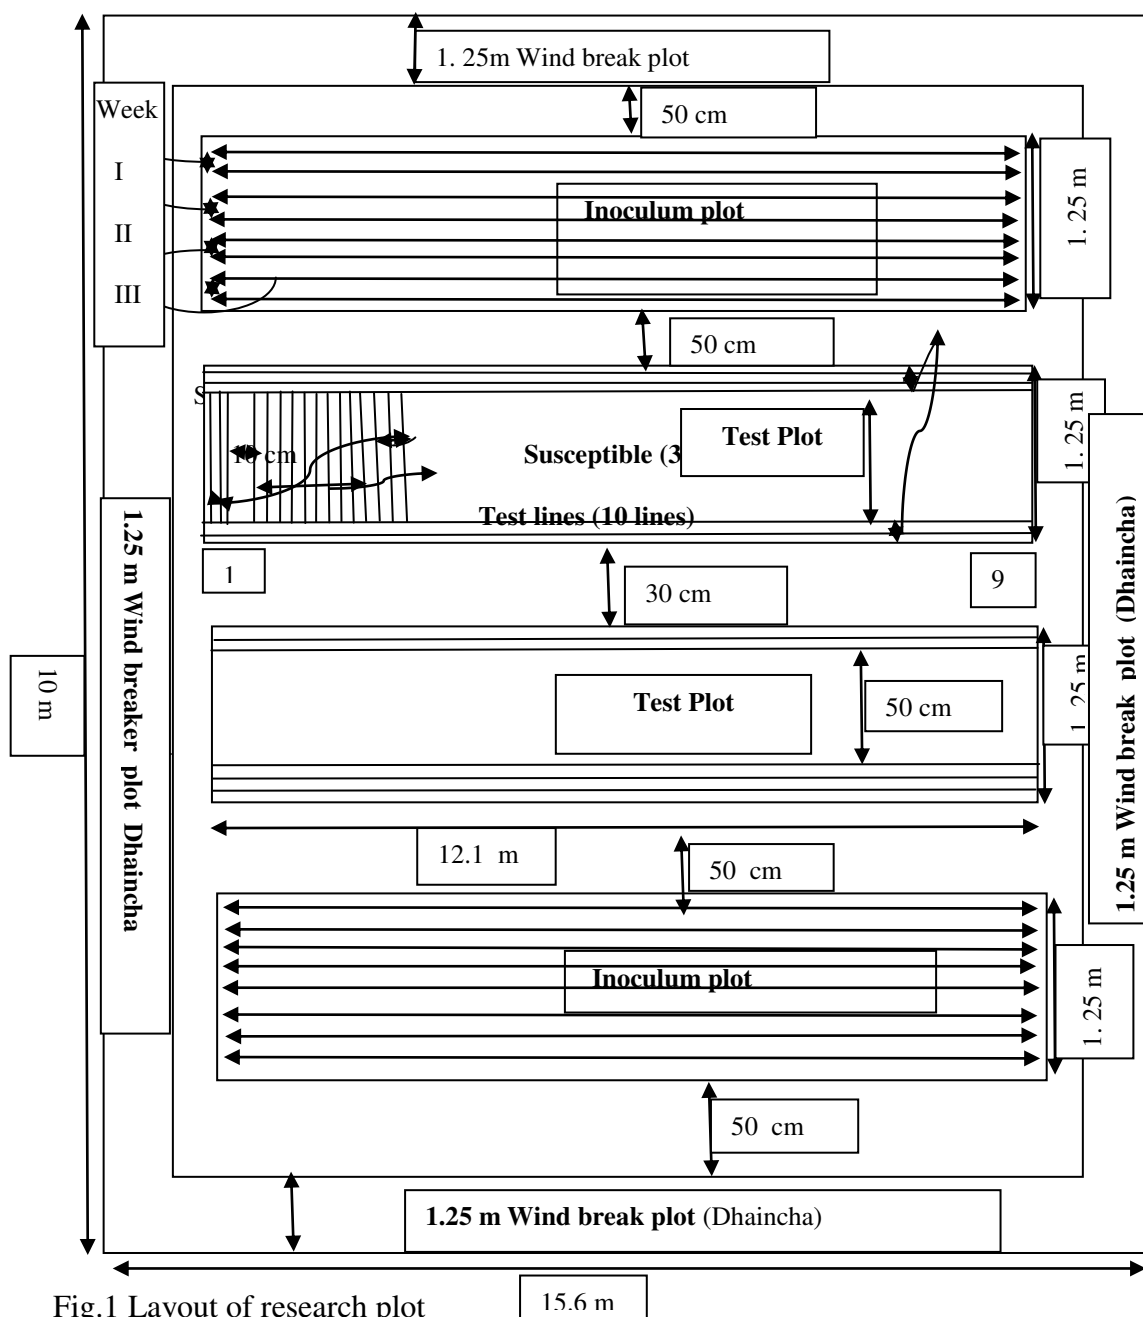 1. 25m Wind break plot
Week
50 cm
I
Inoculum plot
1. 25 m
II
III
50 cm
S
Test Plot
1. 25 m
10 cm
Susceptible (3
Test lines (10 lines)
1
9
30 cm
1.25 m Wind breaker plot Dhaincha
1.25 m Wind break plot (Dhaincha)
10 m
Test Plot
50 cm
1. 25 m
12.1 m
50 cm
Inoculum plot
1. 25 m
50 cm
1.25 m Wind break plot (Dhaincha)
Fig.1 Layout of research plot
15.6 m